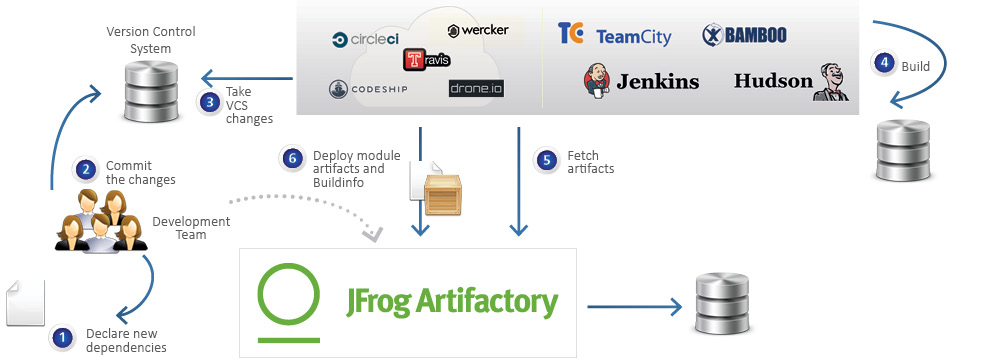 Version Control
System
circleci
wercker
Travis
CODESHIP
drone.io
TeamCity
BAMBOO
Jenkins
Hudson
4
Build
3
Take
VCS
changes
2
Commit
the changes
6
Deploy module
artifacts and
Buildinfo
5
Fetch
artifacts
Development
Team
JFrog Artifactory
1
Declare new
dependencies